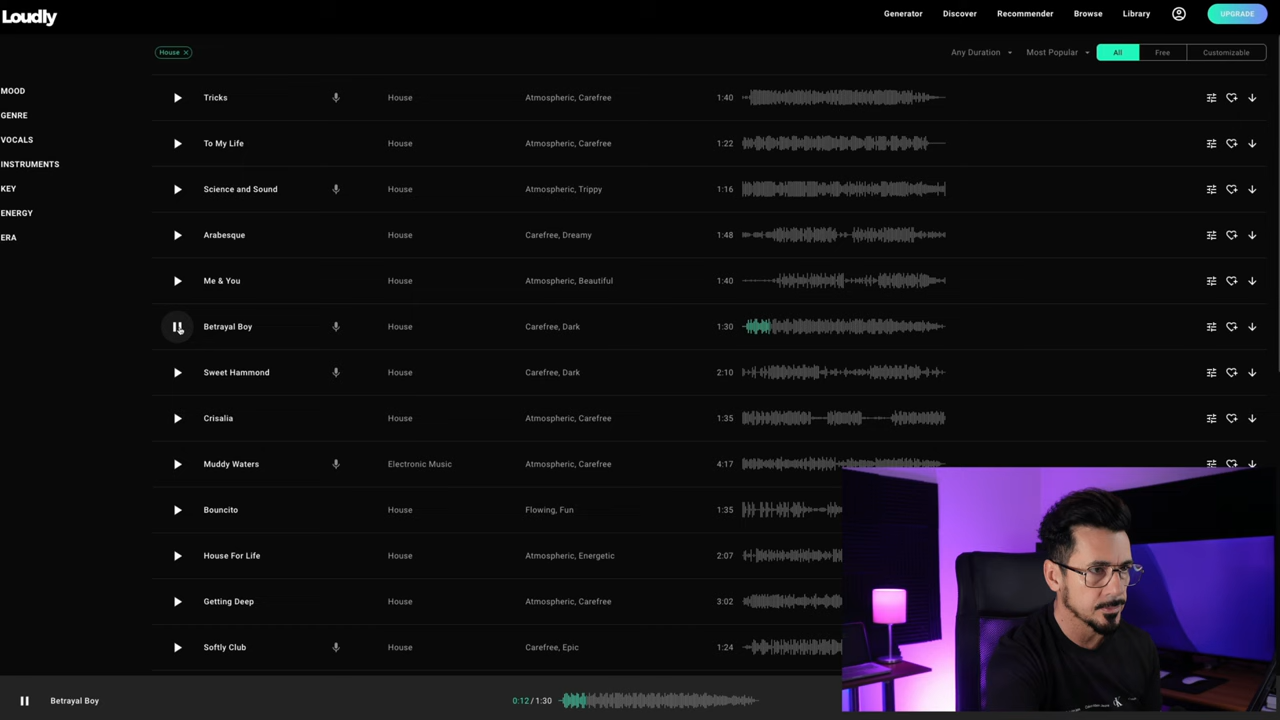 Loudly
Generator Discover Recommender Browse Library UPGRADE
House × Any Duration Most Popular All Free Customizable
MOOD
GENRE
VOCALS
INSTRUMENTS
KEY
ENERGY
ERA
Tricks House Atmospheric, Carefree 1:40
To My Life House Atmospheric, Carefree 1:22
Science and Sound House Atmospheric, Trippy 1:16
Arabesque House Carefree, Dreamy 1:48
Me & You House Atmospheric, Beautiful 1:40
Betrayal Boy House Carefree, Dark 1:30
Sweet Hammond House Carefree, Dark 2:10
Crisalia House Atmospheric, Carefree 1:35
Muddy Waters Electronic Music Atmospheric, Carefree 4:17
Bouncito House Flowing, Fun 1:35
House For Life House Atmospheric, Energetic 2:07
Getting Deep House Atmospheric, Carefree 3:02
Softly Club House Carefree, Epic 1:24
Betrayal Boy 0:12 / 1:30